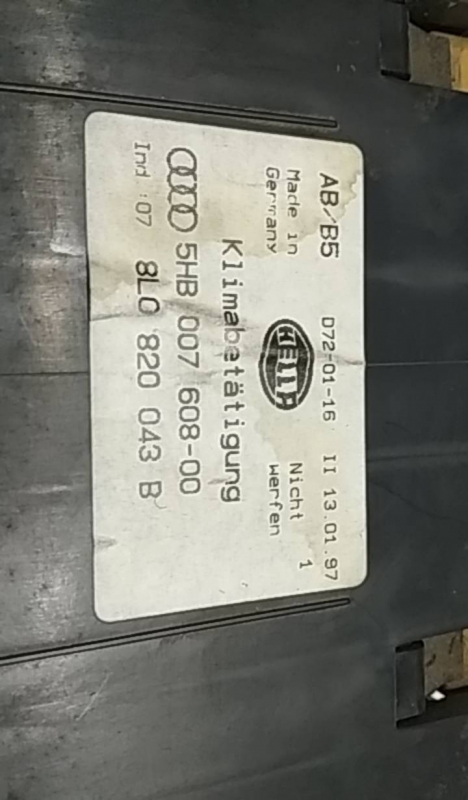 AB/B5 D72-01-16 II 13.01.97
Made in Germany HELLA Nicht werfen 1
Klimabetätigung
5HB 007 608-00
Ind :07 8L0 820 043 B